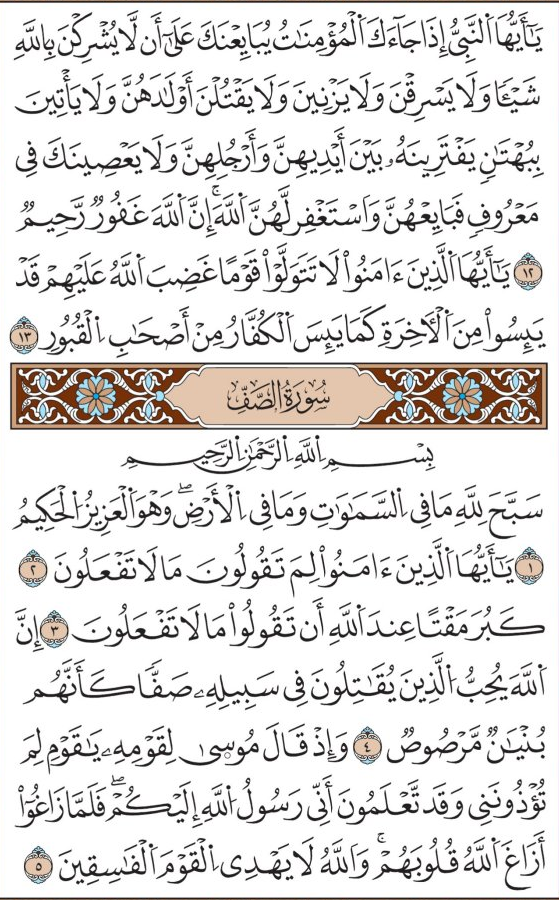 يَٰٓأَيُّهَا ٱلنَّبِيُّ إِذَا جَآءَكَ ٱلْمُؤْمِنَٰتُ يُبَايِعْنَكَ عَلَىٰٓ أَن لَّا يُشْرِكْنَ بِٱللَّهِ
شَيْـًٔا وَلَا يَسْرِقْنَ وَلَا يَزْنِينَ وَلَا يَقْتُلْنَ أَوْلَٰدَهُنَّ وَلَا يَأْتِينَ
بِبُهْتَٰنٍ يَفْتَرِينَهُۥ بَيْنَ أَيْدِيهِنَّ وَأَرْجُلِهِنَّ وَلَا يَعْصِينَكَ فِى
مَعْرُوفٍ فَبَايِعْهُنَّ وَٱسْتَغْفِرْ لَهُنَّ ٱللَّهَ ۚ إِنَّ ٱللَّهَ غَفُورٌ رَّحِيمٌ
١٢ يَٰٓأَيُّهَا ٱلَّذِينَ ءَامَنُوا۟ لَا تَتَوَلَّوْا۟ قَوْمًا غَضِبَ ٱللَّهُ عَلَيْهِمْ قَدْ
يَئِسُوا۟ مِنَ ٱلْءَاخِرَةِ كَمَا يَئِسَ ٱلْكُفَّارُ مِنْ أَصْحَٰبِ ٱلْقُبُورِ ١٣
سُورَةُ ٱلصَّفِّ
بِسْمِ ٱللَّهِ ٱلرَّحْمَٰنِ ٱلرَّحِيمِ
سَبَّحَ لِلَّهِ مَا فِى ٱلسَّمَٰوَٰتِ وَمَا فِى ٱلْأَرْضِ ۖ وَهُوَ ٱلْعَزِيزُ ٱلْحَكِيمُ
١ يَٰٓأَيُّهَا ٱلَّذِينَ ءَامَنُوا۟ لِمَ تَقُولُونَ مَا لَا تَفْعَلُونَ ٢
كَبُرَ مَقْتًا عِندَ ٱللَّهِ أَن تَقُولُوا۟ مَا لَا تَفْعَلُونَ ٣ إِنَّ
ٱللَّهَ يُحِبُّ ٱلَّذِينَ يُقَٰتِلُونَ فِى سَبِيلِهِۦ صَفًّا كَأَنَّهُم
بُنْيَٰنٌ مَّرْصُوصٌ ٤ وَإِذْ قَالَ مُوسَىٰ لِقَوْمِهِۦ يَٰقَوْمِ لِمَ
تُؤْذُونَنِى وَقَد تَّعْلَمُونَ أَنِّى رَسُولُ ٱللَّهِ إِلَيْكُمْ ۖ فَلَمَّا زَاغُوٓا۟
أَزَاغَ ٱللَّهُ قُلُوبَهُمْ ۚ وَٱللَّهُ لَا يَهْدِى ٱلْقَوْمَ ٱلْفَٰسِقِينَ ٥